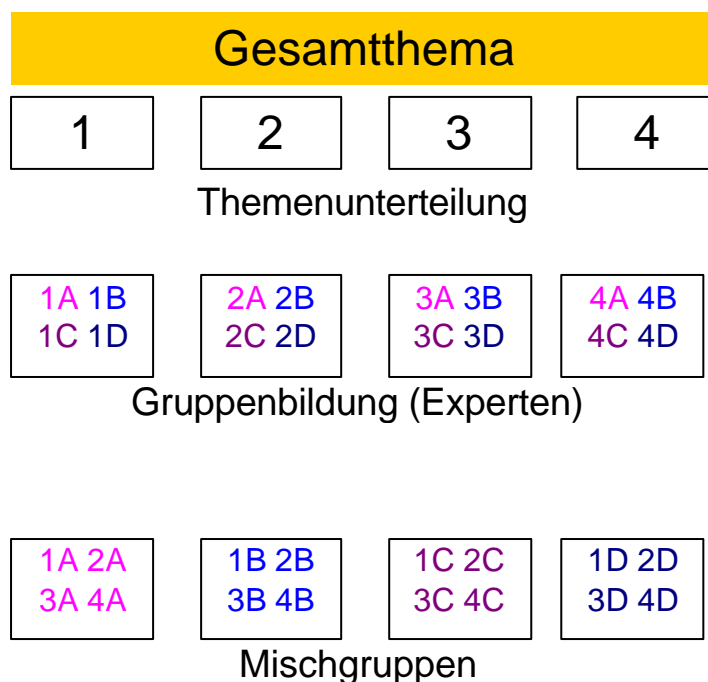 Gesamtthema
1 2 3 4
Themenunterteilung
1A 1B 2A 2B 3A 3B 4A 4B
1C 1D 2C 2D 3C 3D 4C 4D
Gruppenbildung (Experten)
1A 2A 1B 2B 1C 2C 1D 2D
3A 4A 3B 4B 3C 4C 3D 4D
Mischgruppen